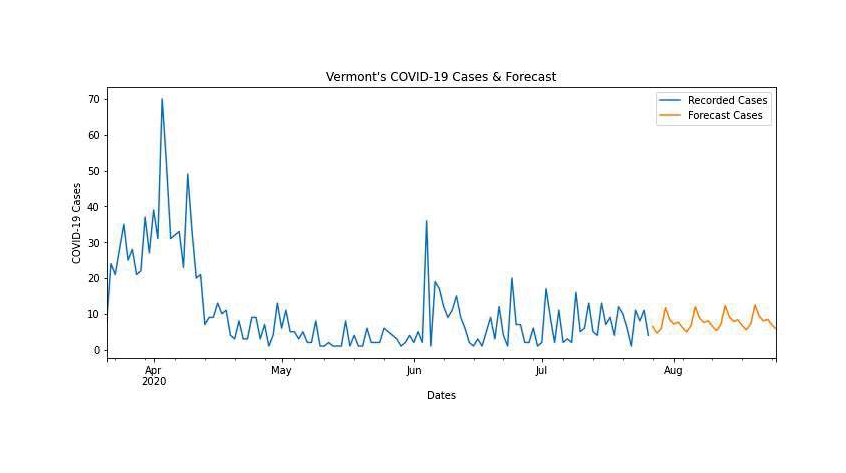 Vermont's COVID-19 Cases & Forecast
Recorded Cases
Forecast Cases
COVID-19 Cases
70
60
50
40
30
20
10
0
Apr
2020
May
Jun
Jul
Aug
Dates